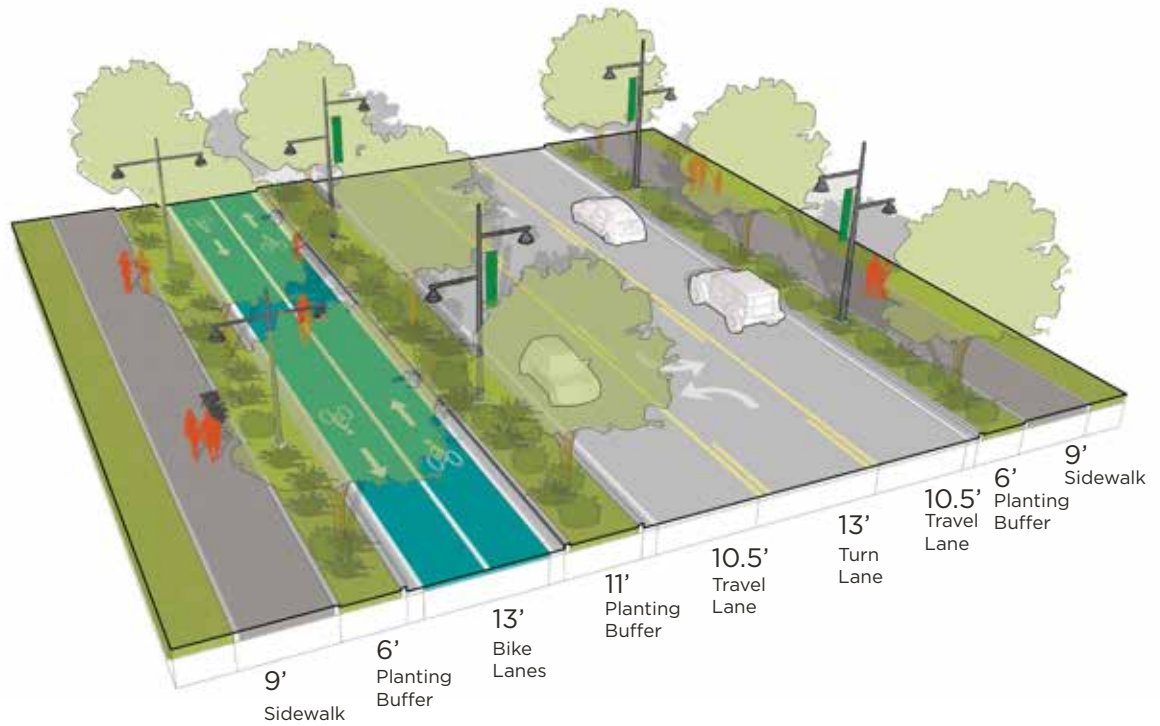 9’
Sidewalk
6’
Planting
Buffer
13’
Bike
Lanes
11’
Planting
Buffer
10.5’
Travel
Lane
13’
Turn
Lane
10.5’
Travel
Lane
6’
Planting
Buffer
9’
Sidewalk